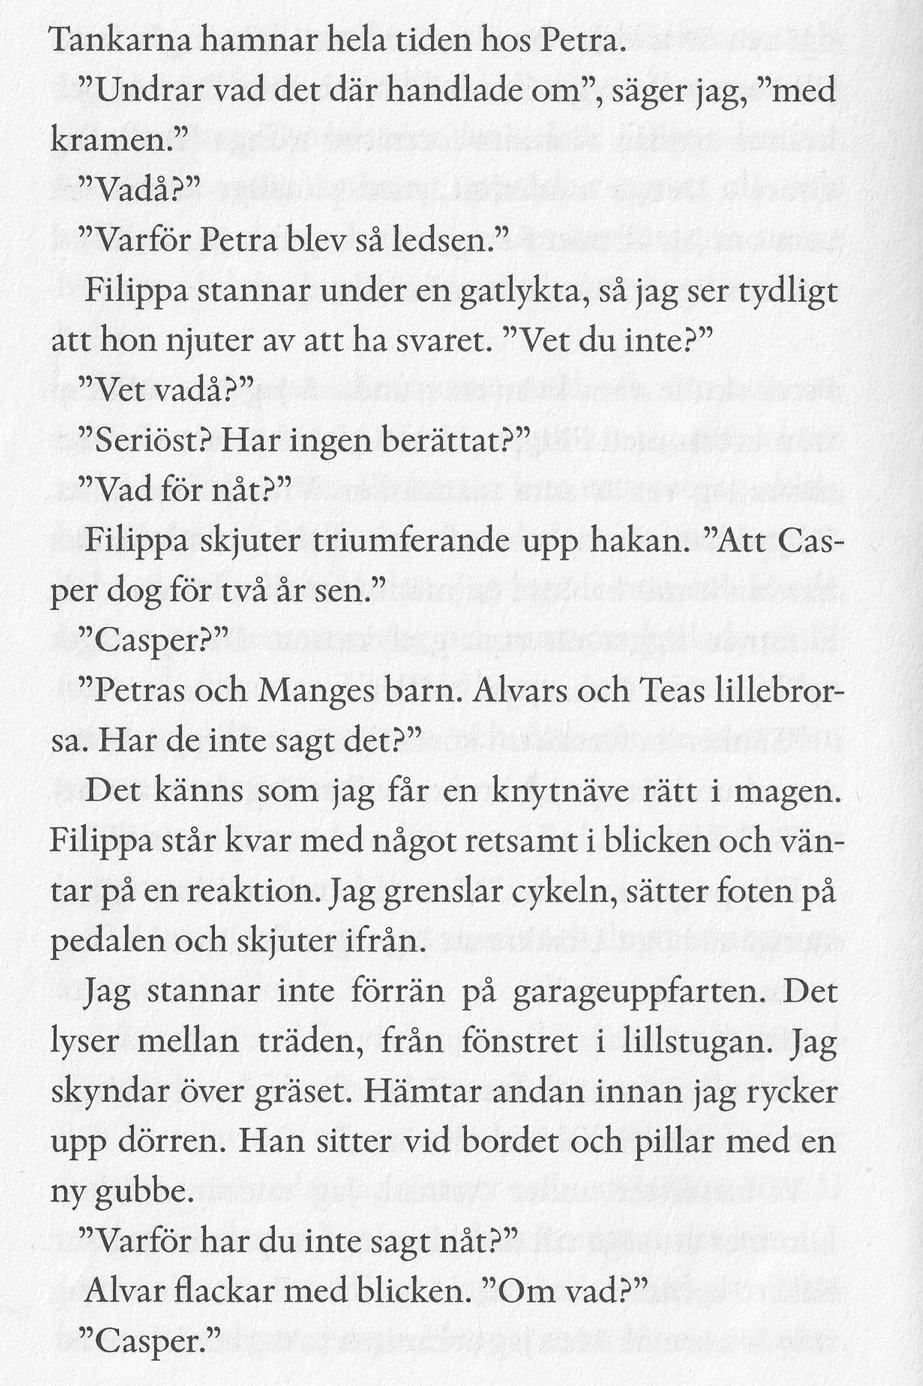 Tankarna hamnar hela tiden hos Petra.
”Undrar vad det där handlade om”, säger jag, ”med
kramen.”
”Vadå?”
”Varför Petra blev så ledsen.”
Filippa stannar under en gatlykta, så jag ser tydligt
att hon njuter av att ha svaret. ”Vet du inte?”
”Vet vadå?”
”Seriöst? Har ingen berättat?”
”Vad för nåt?”
Filippa skjuter triumferande upp hakan. ”Att Cas-
per dog för två år sen.”
”Casper?”
”Petras och Manges barn. Alvars och Teas lillebror-
sa. Har de inte sagt det?”
Det känns som jag får en knytnäve rätt i magen.
Filippa står kvar med något retsamt i blicken och vän-
tar på en reaktion. Jag grenslar cykeln, sätter foten på
pedalen och skjuter ifrån.
Jag stannar inte förrän på garageuppfarten. Det
lyser mellan träden, från fönstret i lillstugan. Jag
skyndar över gräset. Hämtar andan innan jag rycker
upp dörren. Han sitter vid bordet och pillar med en
ny gubbe.
”Varför har du inte sagt nåt?”
Alvar flackar med blicken. ”Om vad?”
”Casper.”